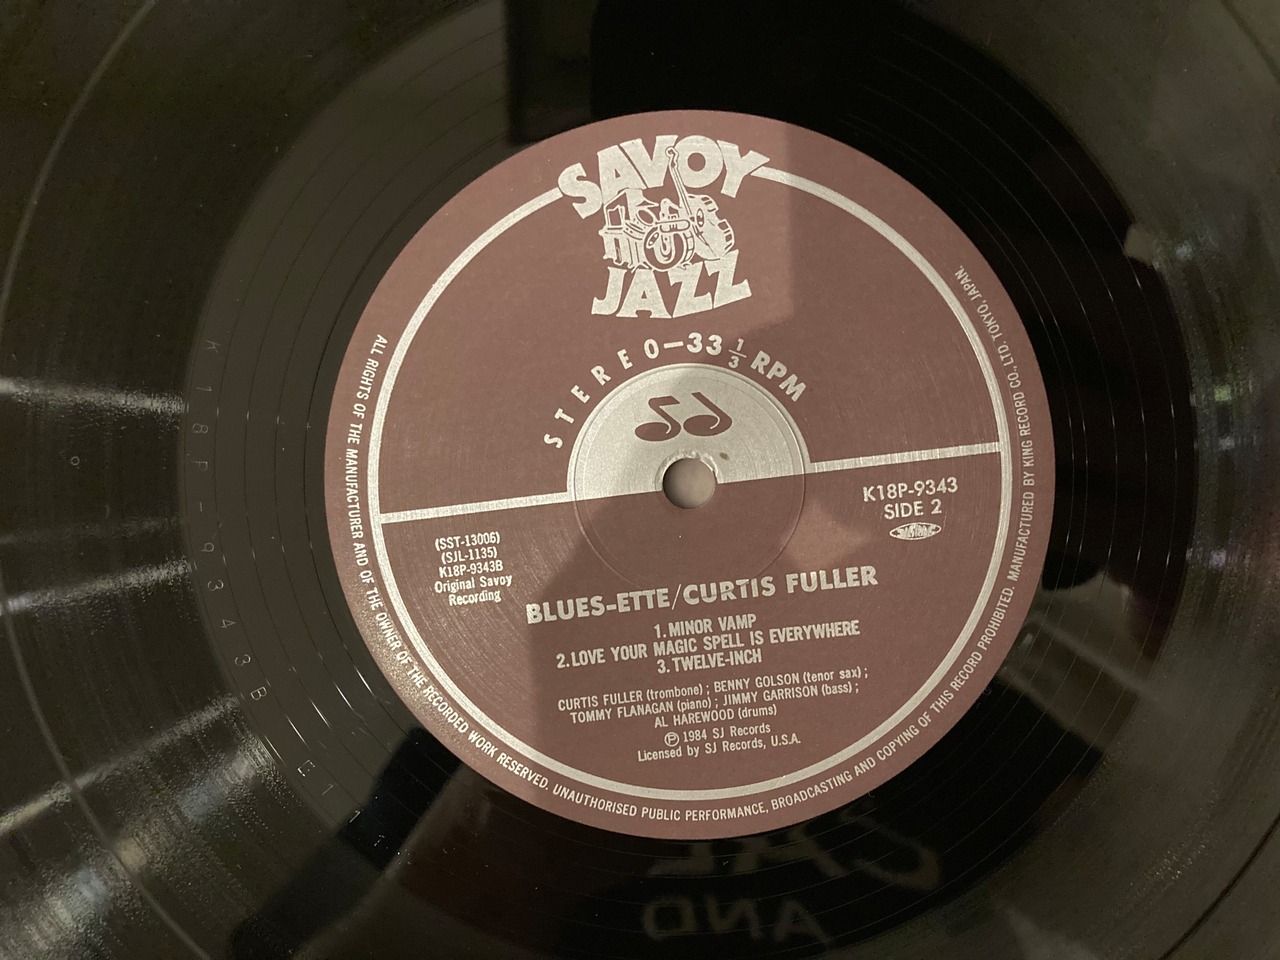 SAVOY
JAZZ
STEREO-33 1/3 RPM
K18P-9343
SIDE 2
(SST-13006)
(SJL-1135)
K18P-9343B
Original Savoy
Recording
BLUES-ETTE/CURTIS FULLER
1.MINOR VAMP
2.LOVE YOUR MAGIC SPELL IS EVERYWHERE
3.TWELVE-INCH
CURTIS FULLER (trombone) ; BENNY GOLSON (tenor sax) ;
TOMMY FLANAGAN (piano) ; JIMMY GARRISON (bass) ;
AL HAREWOOD (drums)
Ⓟ 1984 SJ Records
Licensed by SJ Records, U.S.A.
ALL RIGHTS OF THE MANUFACTURER AND OF THE OWNER OF THE RECORDED WORK RESERVED. UNAUTHORISED PUBLIC PERFORMANCE, BROADCASTING AND COPYING OF THIS RECORD PROHIBITED. MANUFACTURED BY KING RECORD CO., LTD. TOKYO, JAPAN.
K18P-9343B
AND